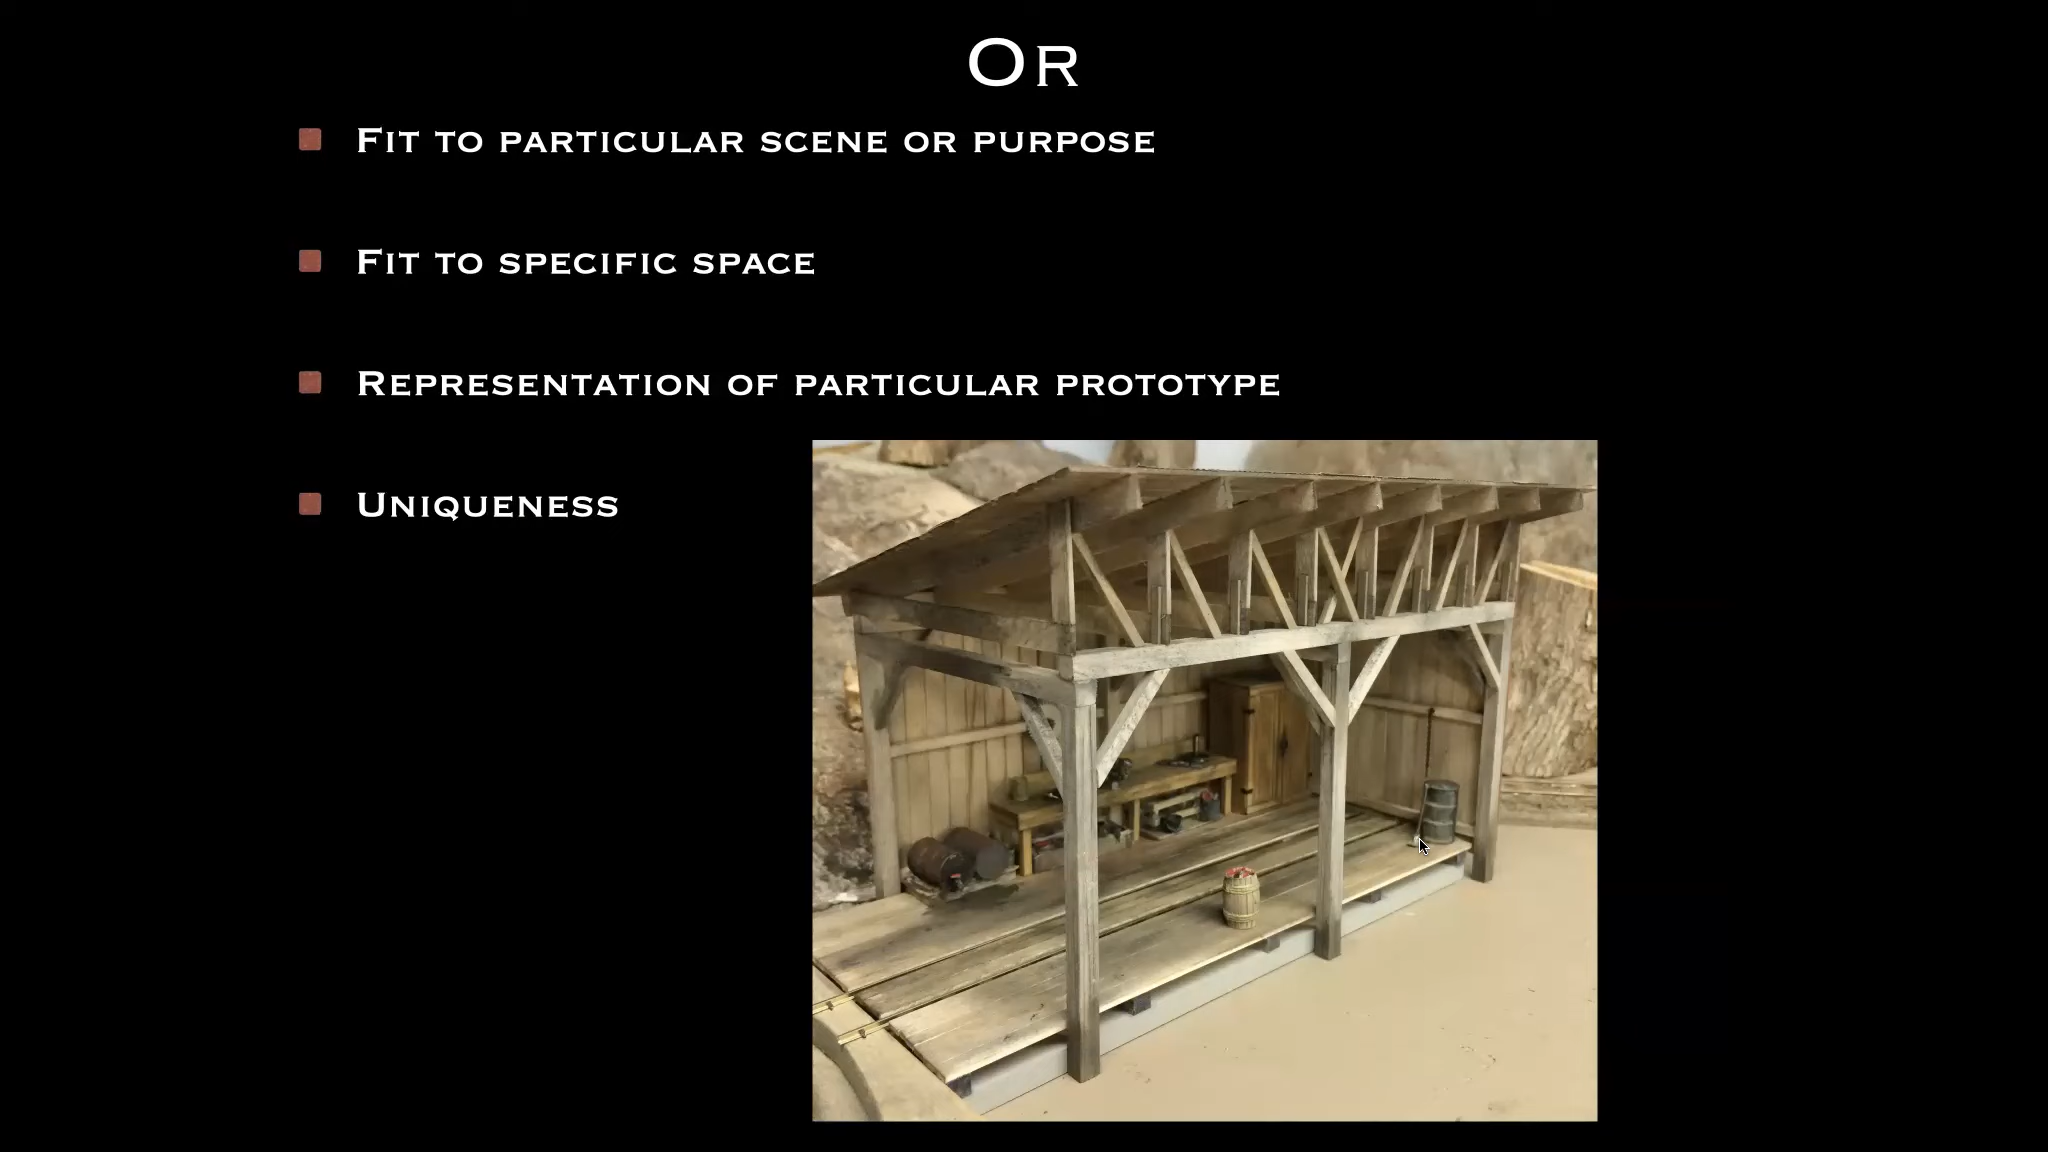 Or
Fit to particular scene or purpose
Fit to specific space
Representation of particular prototype
Uniqueness